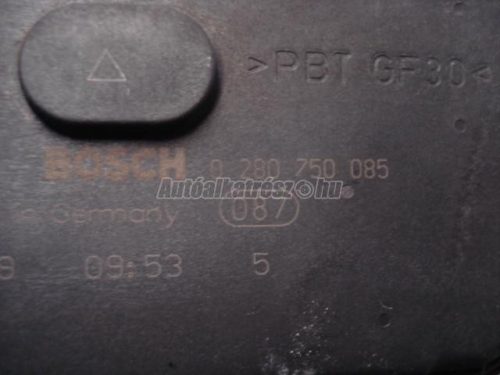 >PBT GF30<
BOSCH 0 280 750 085
Autóalkatrész.hu
Germany 087
09:53 5